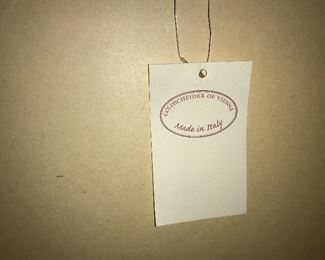 GOLDSCHEIDER OF VIENNA
Made in Italy